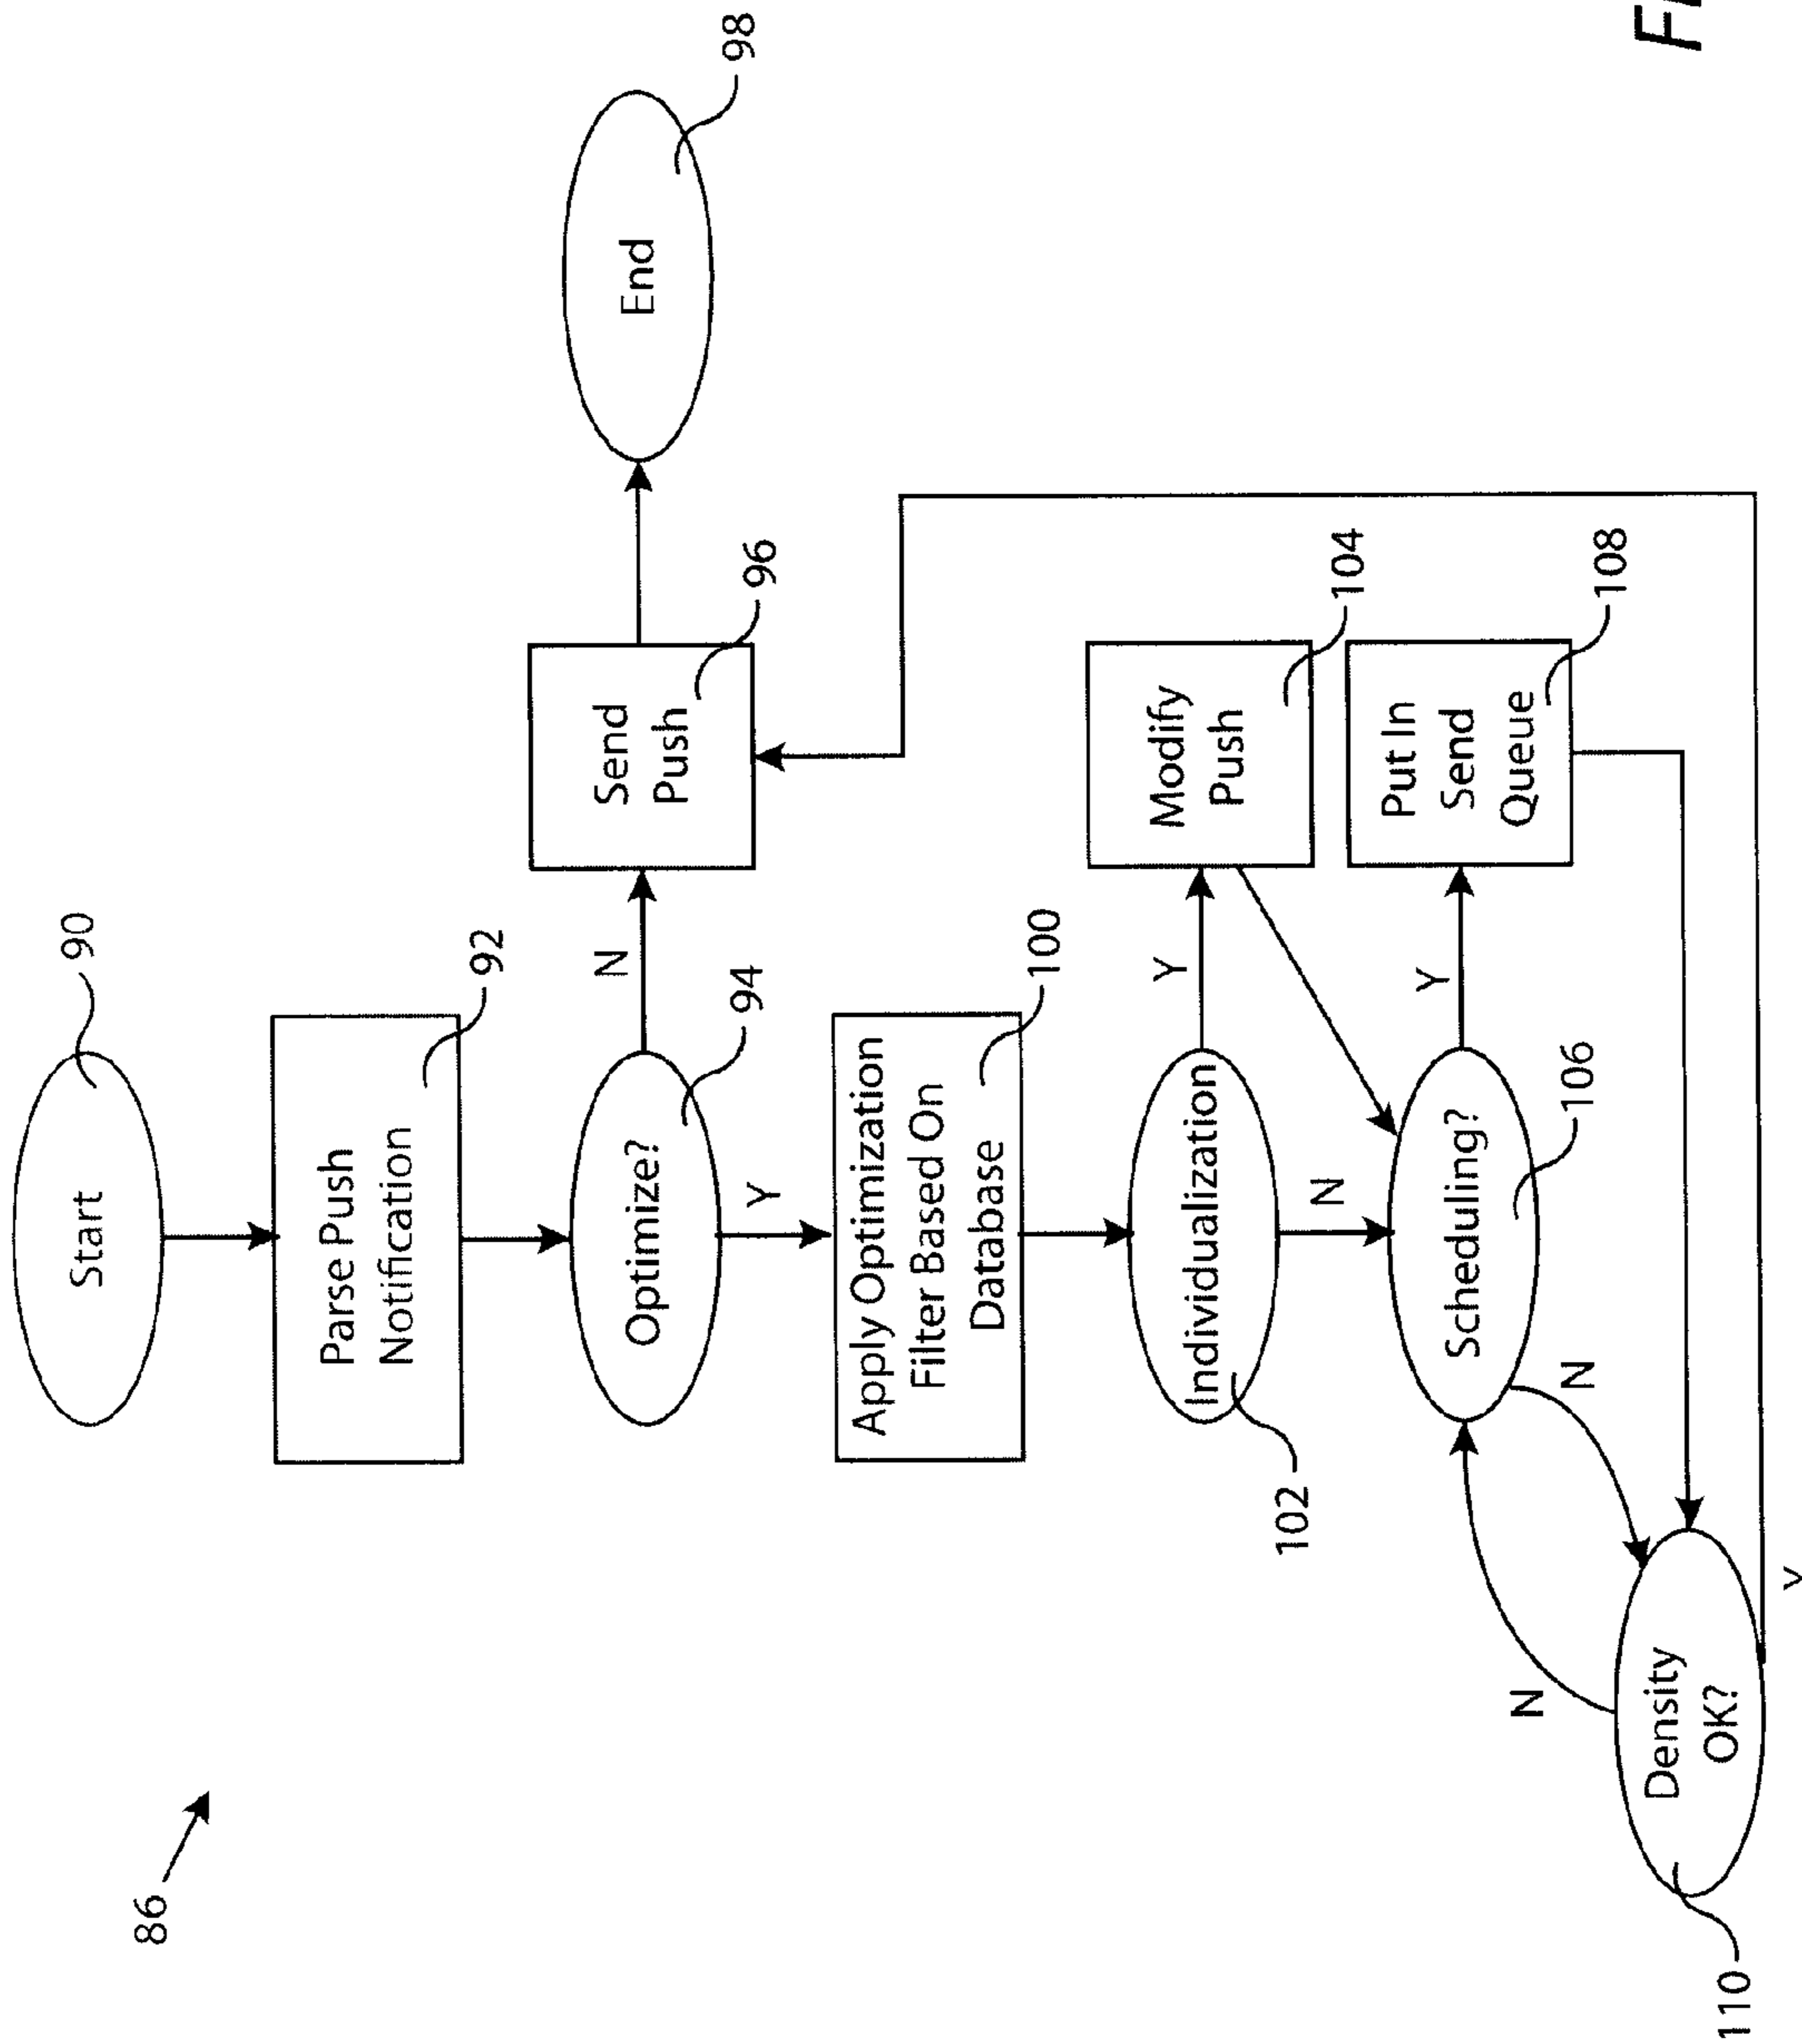 86
Start
90
Parse Push
Notification
92
Optimize?
94
N
Y
Send
Push
96
End
98
Apply Optimization
Filter Based On
Database
100
Individualization
102
Y
N
Modify
Push
104
Scheduling?
106
Y
N
Put In
Send
Queue
108
N
Density
OK?
110
Y